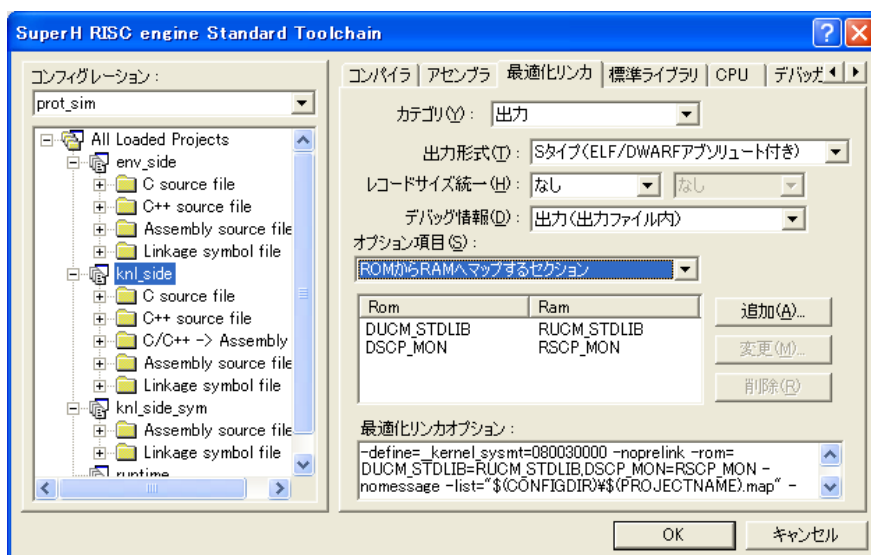 SuperH RISC engine Standard Toolchain
コンフィグレーション :
prot_sim
All Loaded Projects
env_side
C source file
C++ source file
Assembly source file
Linkage symbol file
knl_side
C source file
C++ source file
C/C++ -> Assembly
Assembly source file
Linkage symbol file
knl_side_sym
Assembly source file
Linkage symbol file
runtime
コンパイラ アセンブラ 最適化リンカ 標準ライブラリ CPU デバッガ
カテゴリ(Y) : 出力
出力形式(T) : Sタイプ(ELF/DWARFアブソリュート付き)
レコードサイズ統一(H) : なし なし
デバッグ情報(D) : 出力(出力ファイル内)
オプション項目(S) :
ROMからRAMへマップするセクション
Rom Ram
DUCM_STDLIB RUCM_STDLIB
DSCP_MON RSCP_MON
追加(A)...
変更(M)...
削除(R)
最適化リンカオプション :
-define=_kernel_sysmt=080030000 -noprelink -rom=
DUCM_STDLIB=RUCM_STDLIB,DSCP_MON=RSCP_MON -
nomessage -list="$(CONFIGDIR)¥$(PROJECTNAME).map" -
OK キャンセル